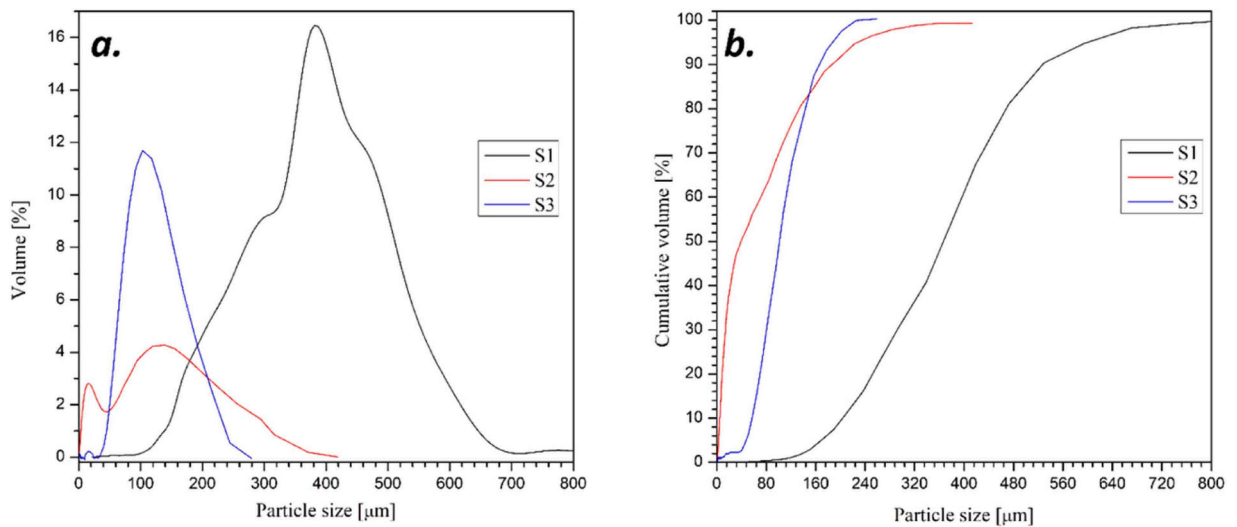 a.
Volume [%]
16
14
12
10
8
6
4
2
0
S1
S2
S3
0 100 200 300 400 500 600 700 800
Particle size [μm]
b.
Cumulative volume [%]
100
90
80
70
60
50
40
30
20
10
0
S1
S2
S3
0 80 160 240 320 400 480 560 640 720 800
Particle size [μm]